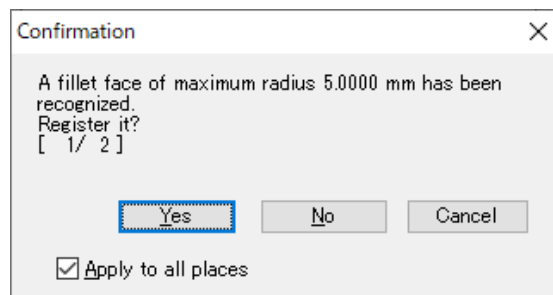 Confirmation
A fillet face of maximum radius 5.0000 mm has been
recognized.
Register it?
[ 1/ 2 ]
Yes No Cancel
Apply to all places